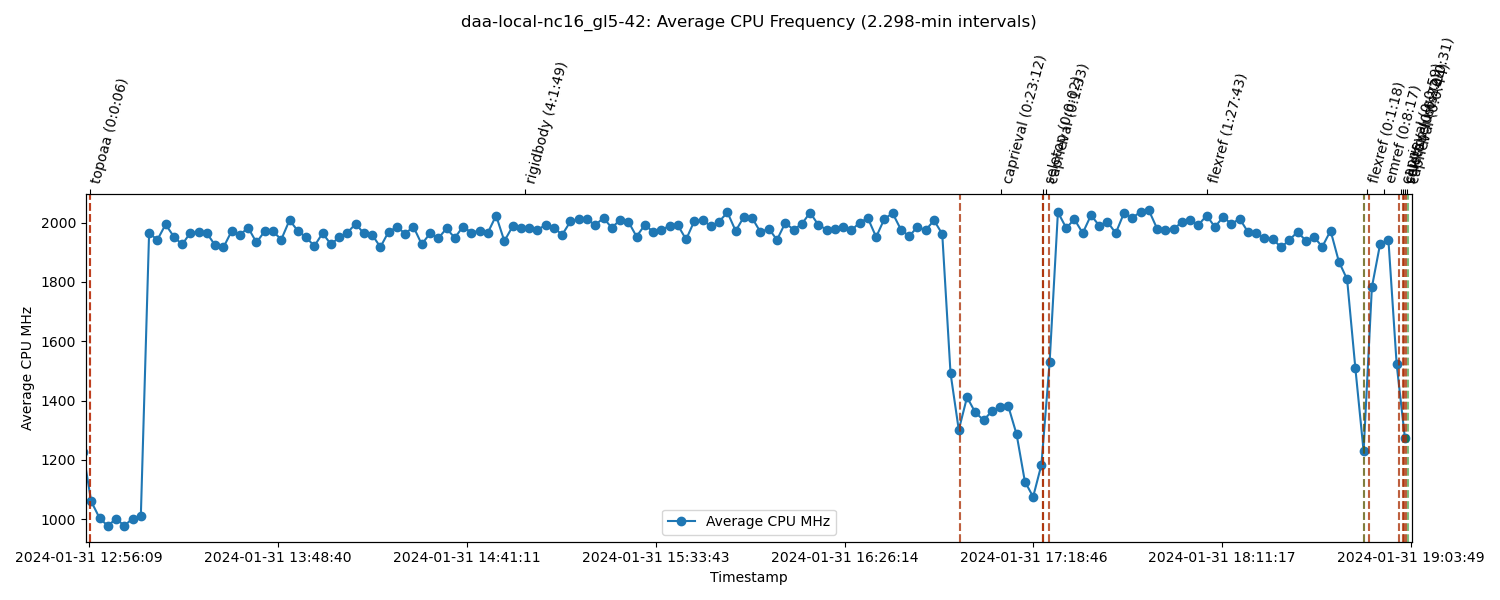 daa-local-nc16_gl5-42: Average CPU Frequency (2.298-min intervals)
topoaa (0:0:06)
rigidbody (4:1:49)
caprieval (0:23:12)
caprieval (0:1:33)
flexref (1:27:43)
flexref (0:1:18)
emref (0:8:17)
2000
1800
1600
1400
1200
1000
Average CPU MHz
Average CPU MHz
2024-01-31 12:56:09
2024-01-31 13:48:40
2024-01-31 14:41:11
2024-01-31 15:33:43
2024-01-31 16:26:14
2024-01-31 17:18:46
2024-01-31 18:11:17
2024-01-31 19:03:49
Timestamp